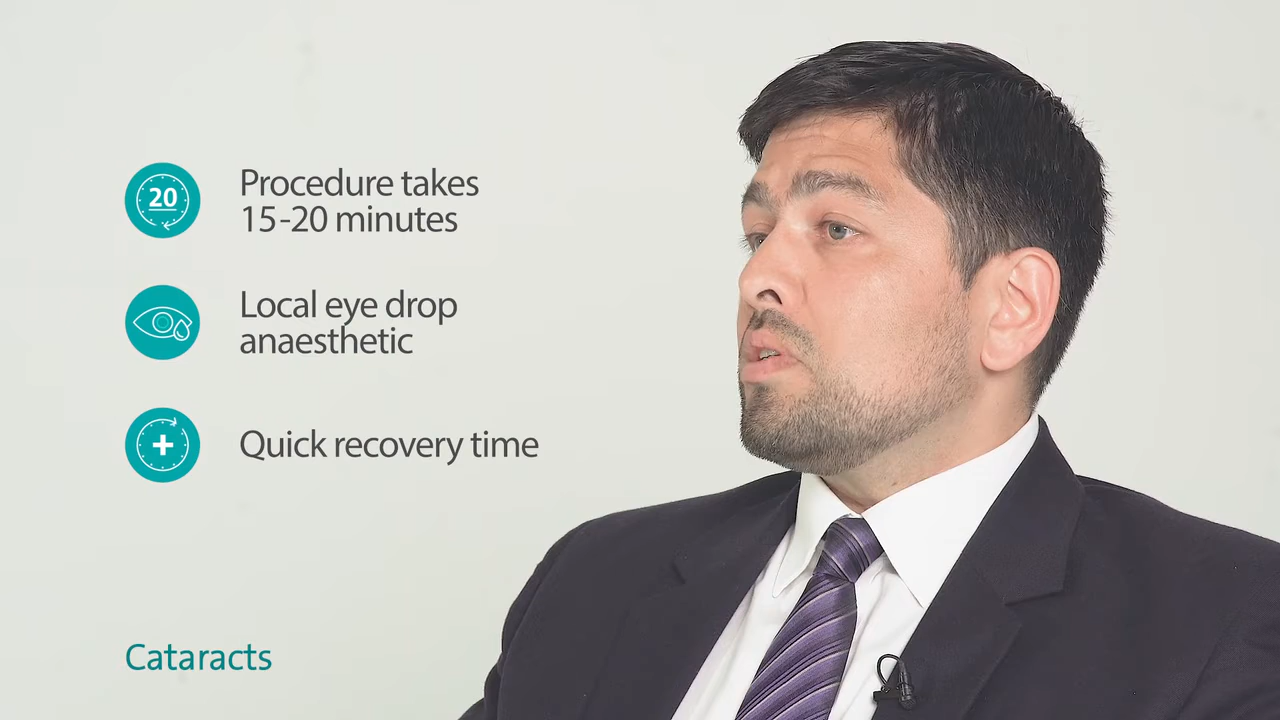 20
Procedure takes
15-20 minutes
Local eye drop
anaesthetic
Quick recovery time
Cataracts